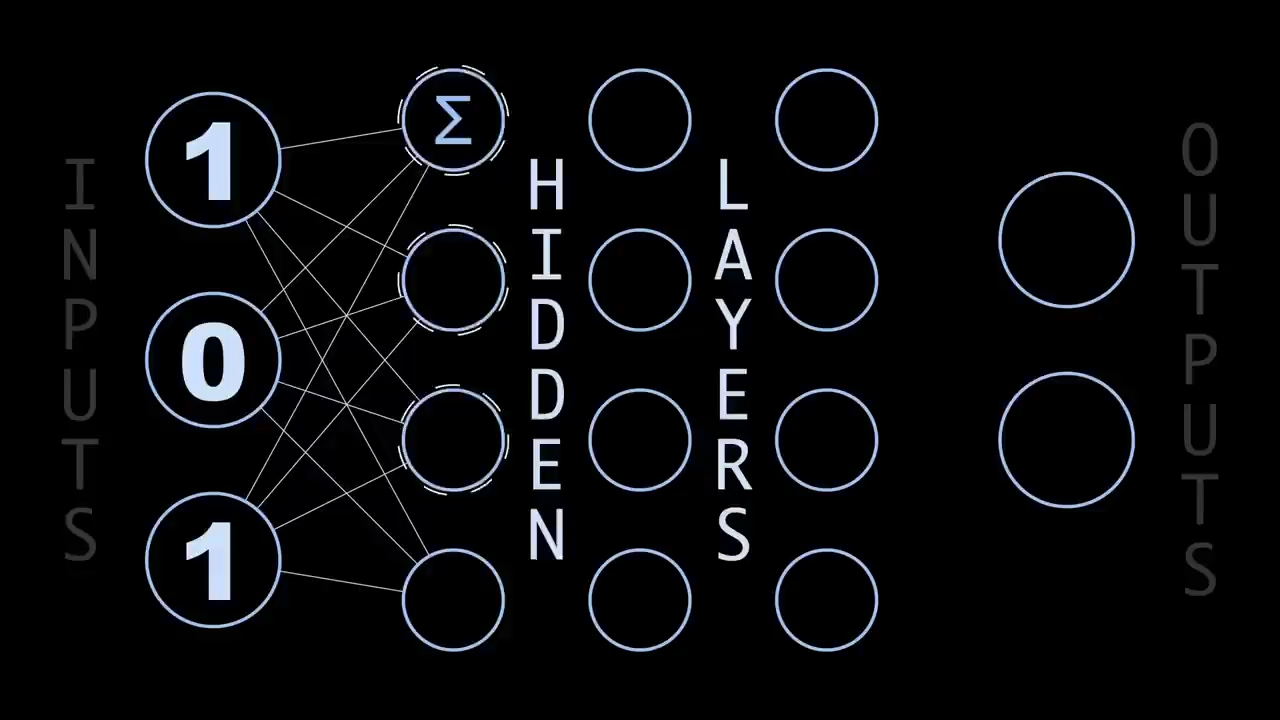 INPUTS
1
0
1
Σ
HIDDEN
LAYERS
OUTPUTS